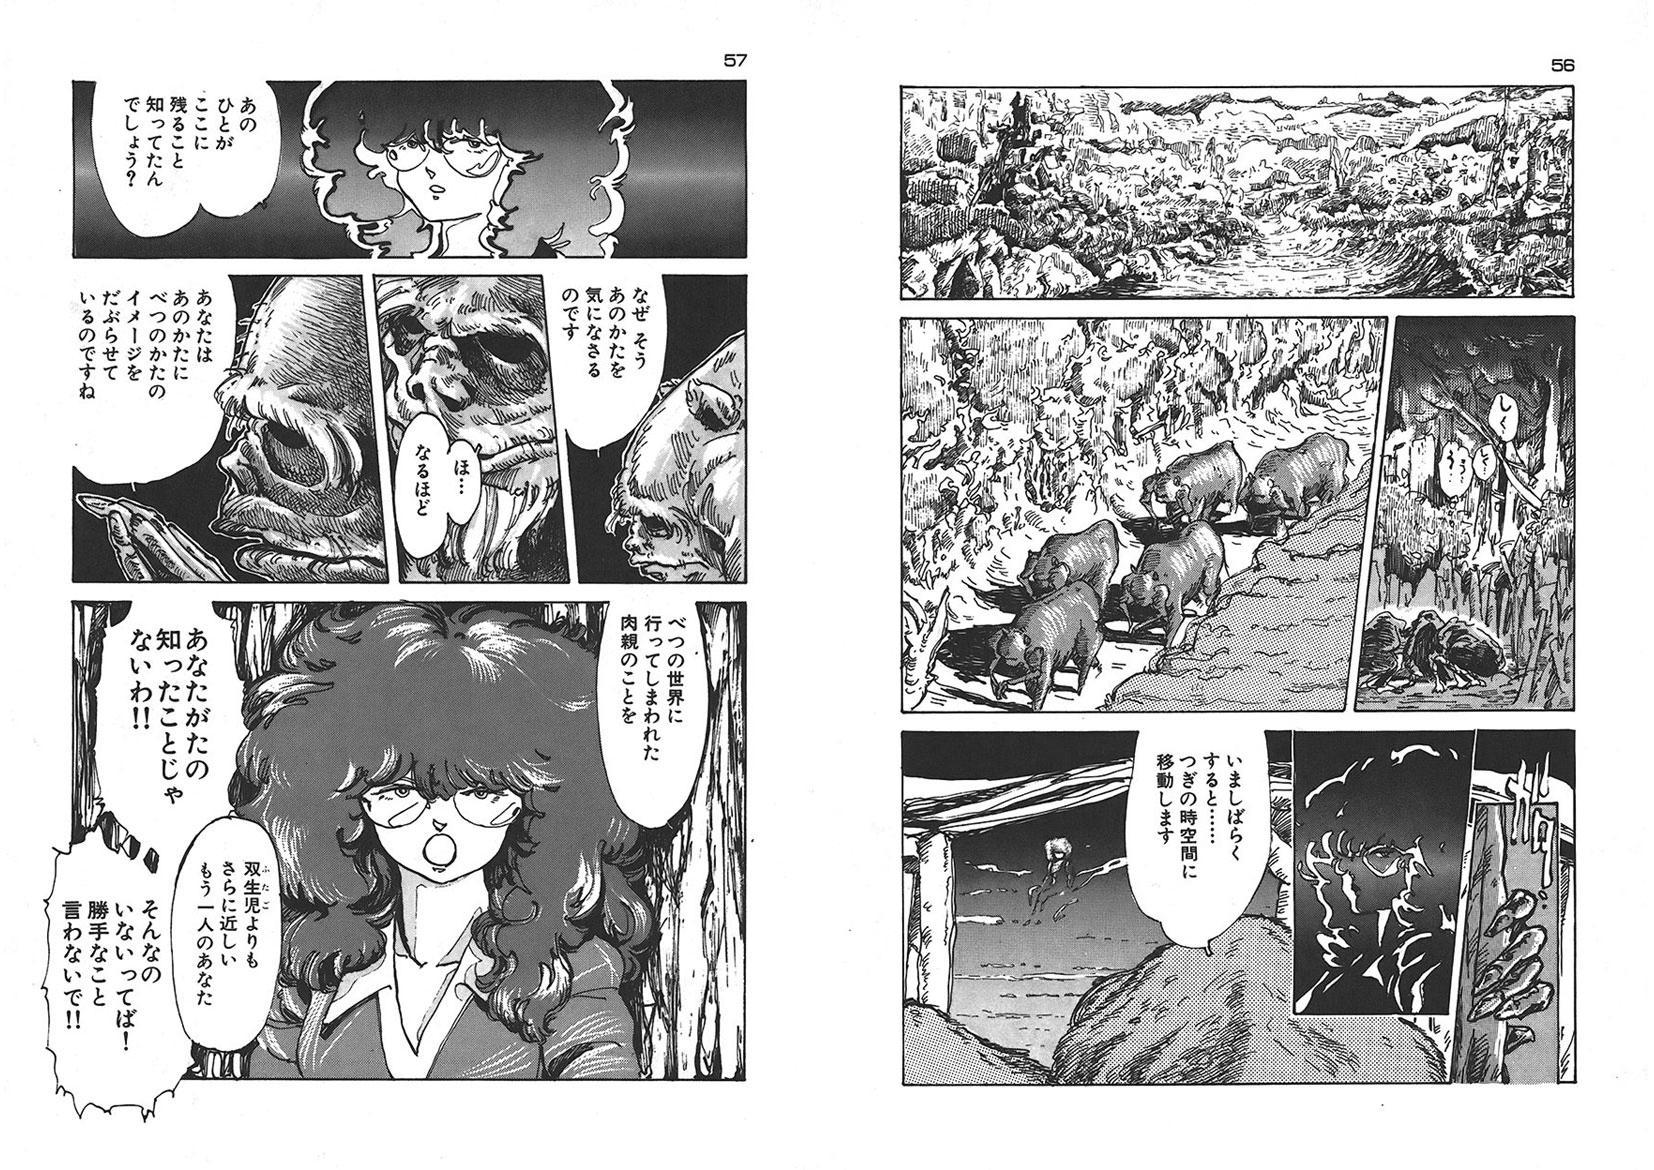 56
しく
しく
うっ…
いましばらく
すると……
つぎの時空間に
移動します
57
あの
ひとが
ここに
残ること
知ってたん
でしょう?
なぜ そう
あのかたを
気になさる
のです
ほ…
なるほど
あなたは
あのかたに
べつのかたの
イメージを
だぶらせて
いるのですね
べつの世界に
行ってしまわれた
肉親のことを
あなたがたの
知ったことじゃ
ないわ!!
双生児よりも
ふたご
さらに近しい
もう一人のあなた
そんなの
いないってば!
勝手なこと
言わないで!!